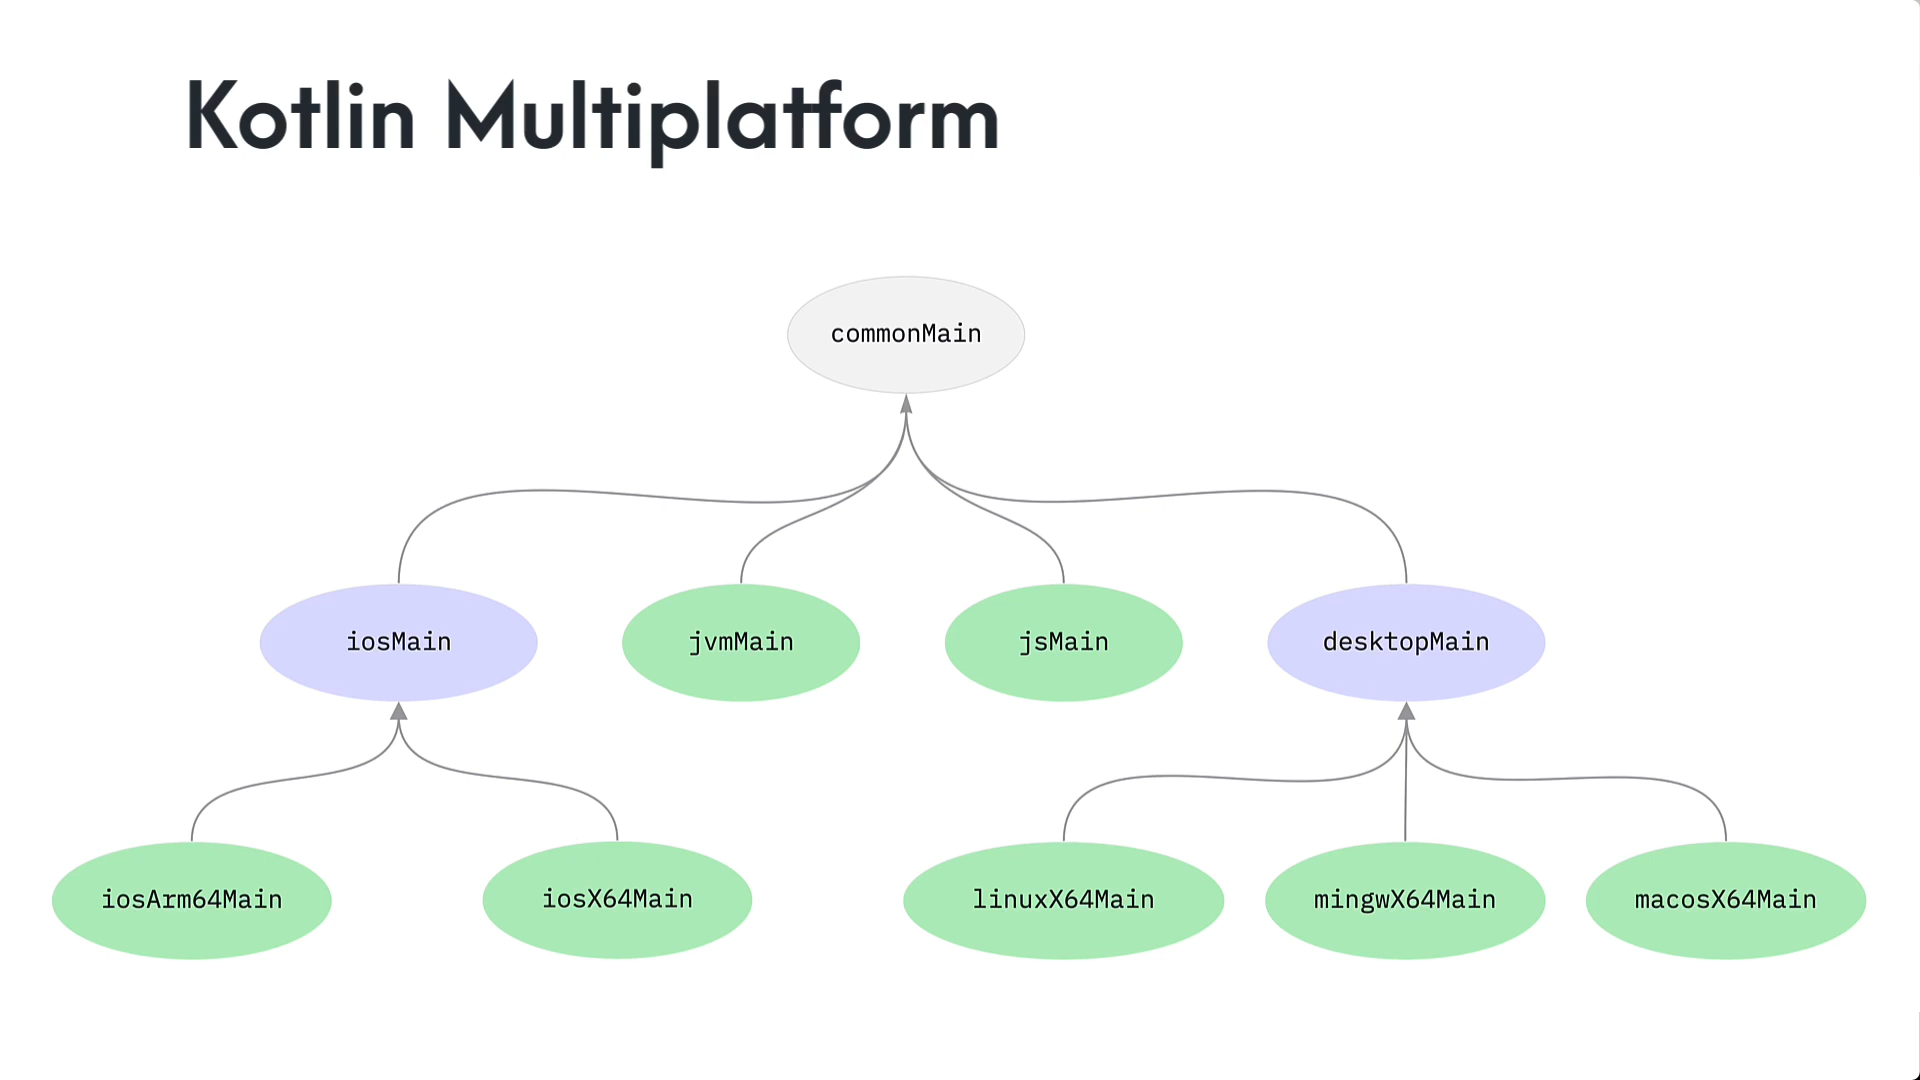 Kotlin Multiplatform
commonMain
iosMain
jvmMain
jsMain
desktopMain
iosArm64Main
iosX64Main
linuxX64Main
mingwX64Main
macosX64Main